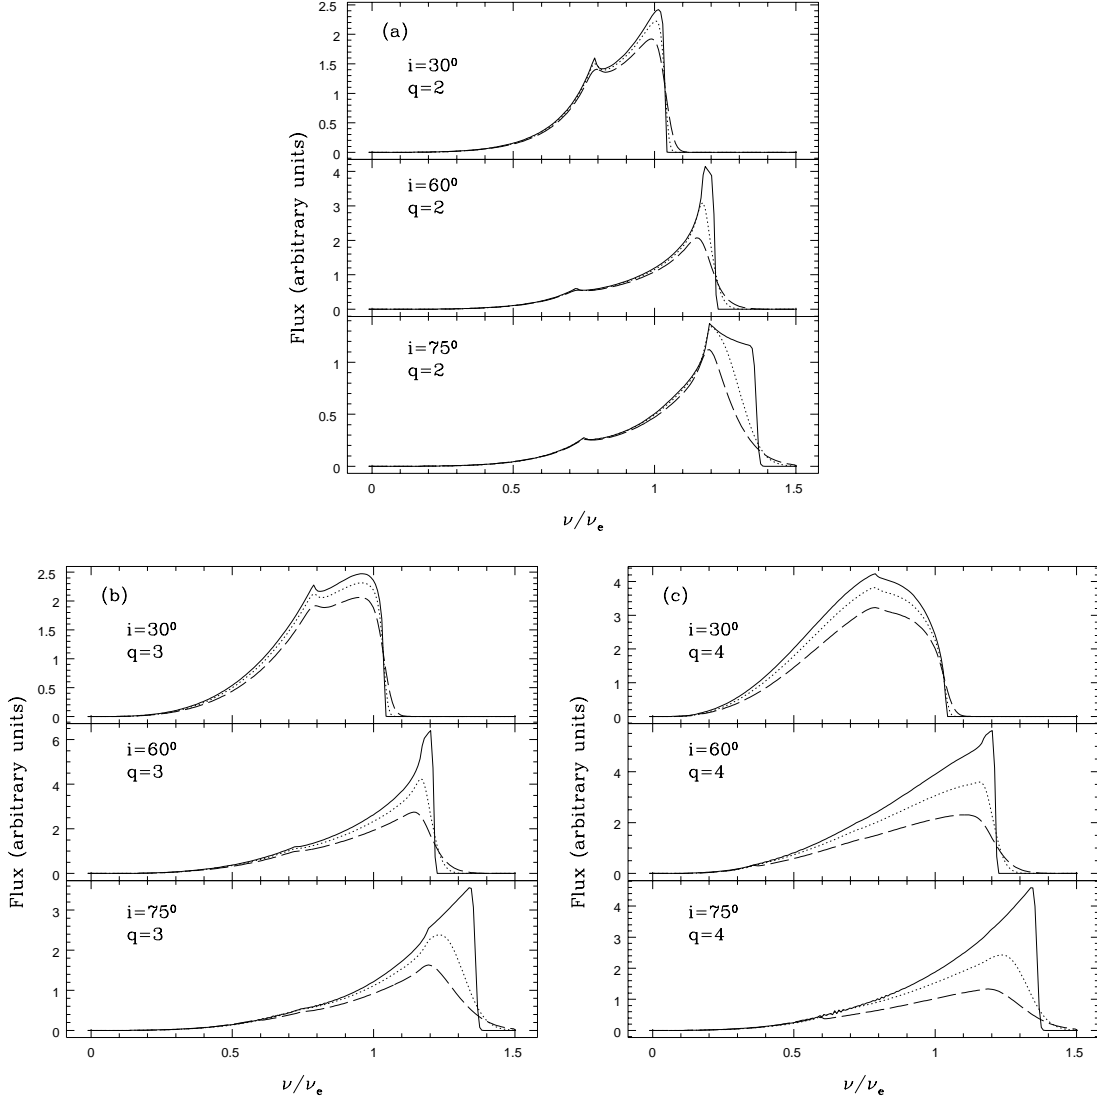 (a)
i=30⁰
q=2
2.5
2
1.5
1
0.5
0
i=60⁰
q=2
4
3
2
1
0
i=75⁰
q=2
1
0.5
0
Flux (arbitrary units)
0 0.5 1 1.5
ν/νₑ
(b)
i=30⁰
q=3
2.5
2
1.5
1
0.5
0
i=60⁰
q=3
6
4
2
0
i=75⁰
q=3
3
2
1
0
Flux (arbitrary units)
0 0.5 1 1.5
ν/νₑ
(c)
i=30⁰
q=4
4
3
2
1
0
i=60⁰
q=4
4
2
0
i=75⁰
q=4
4
3
2
1
0
Flux (arbitrary units)
0 0.5 1 1.5
ν/νₑ